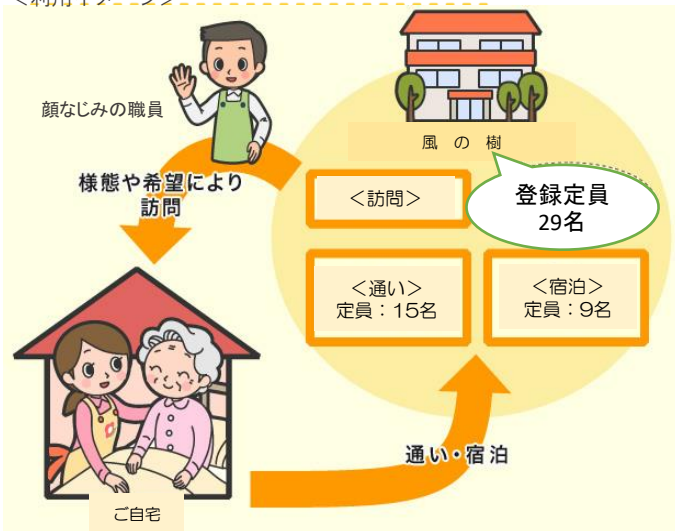 顔なじみの職員
風 の 樹
様態や希望により
訪問
＜訪問＞
登録定員
29名
＜通い＞
定員：15名
＜宿泊＞
定員：9名
通い・宿泊
ご自宅